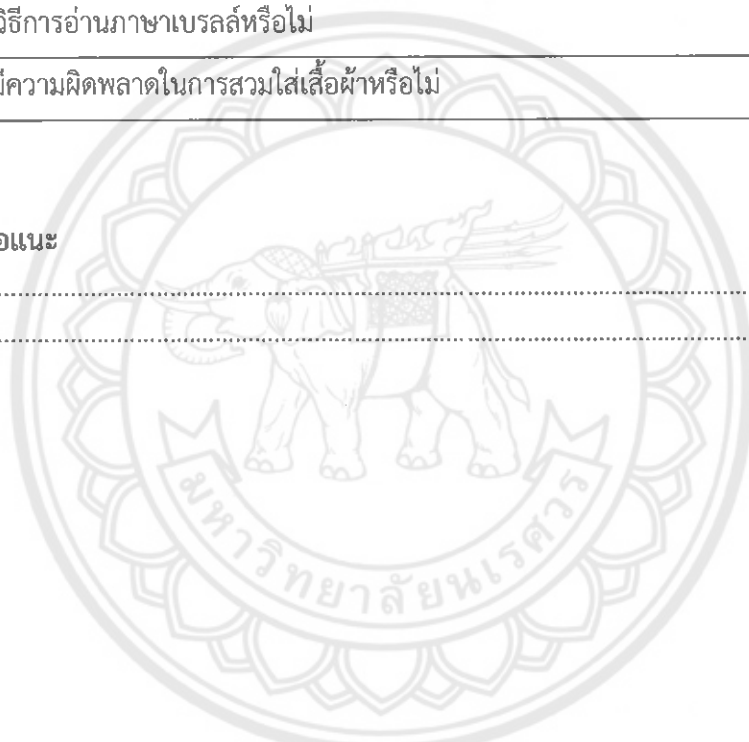 วิธีการอ่านภาษาเบรลล์หรือไม่
มีความผิดพลาดในการสวมใส่เสื้อผ้าหรือไม่
อแนะ
มหาวิทยาลัยนเรศวร